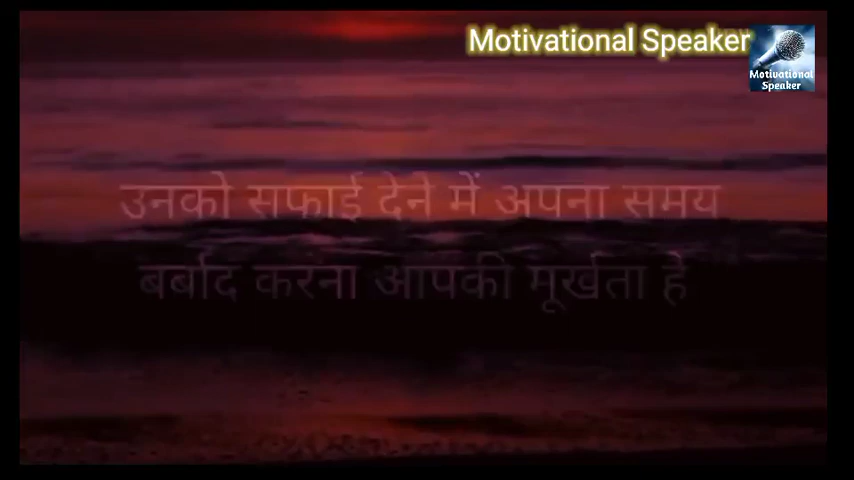 Motivational Speaker
Motivational
Speaker
उनको सफाई देने में अपना समय
बर्बाद करना आपकी मूर्खता हे